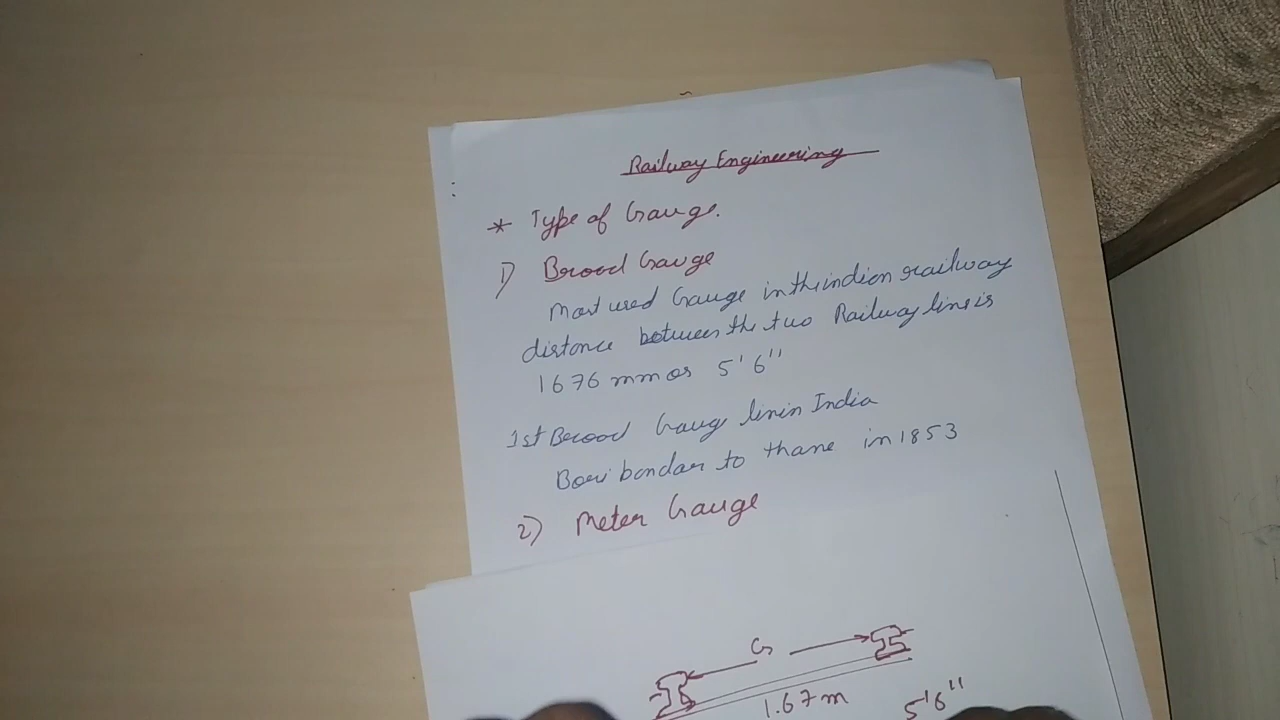 Railway Engineering
* Type of Gauge.
1) Broad Gauge
most used Gauge in the indian railway
distance between the two Railway line is
1676 mm or 5'6"
1st Broad Gauge line in India
Bori bandar to thane in 1853
2) Meter Gauge
G
1.67 m 5'6"